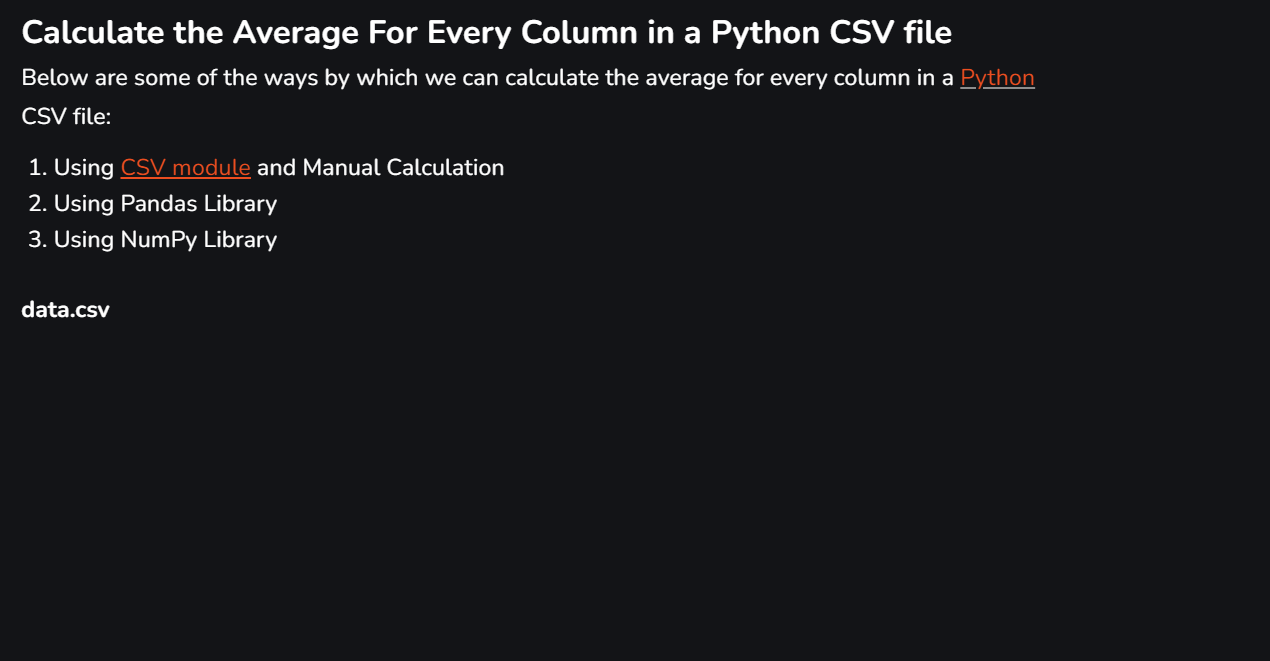 Calculate the Average For Every Column in a Python CSV file
Below are some of the ways by which we can calculate the average for every column in a Python
CSV file:
1. Using CSV module and Manual Calculation
2. Using Pandas Library
3. Using NumPy Library
data.csv